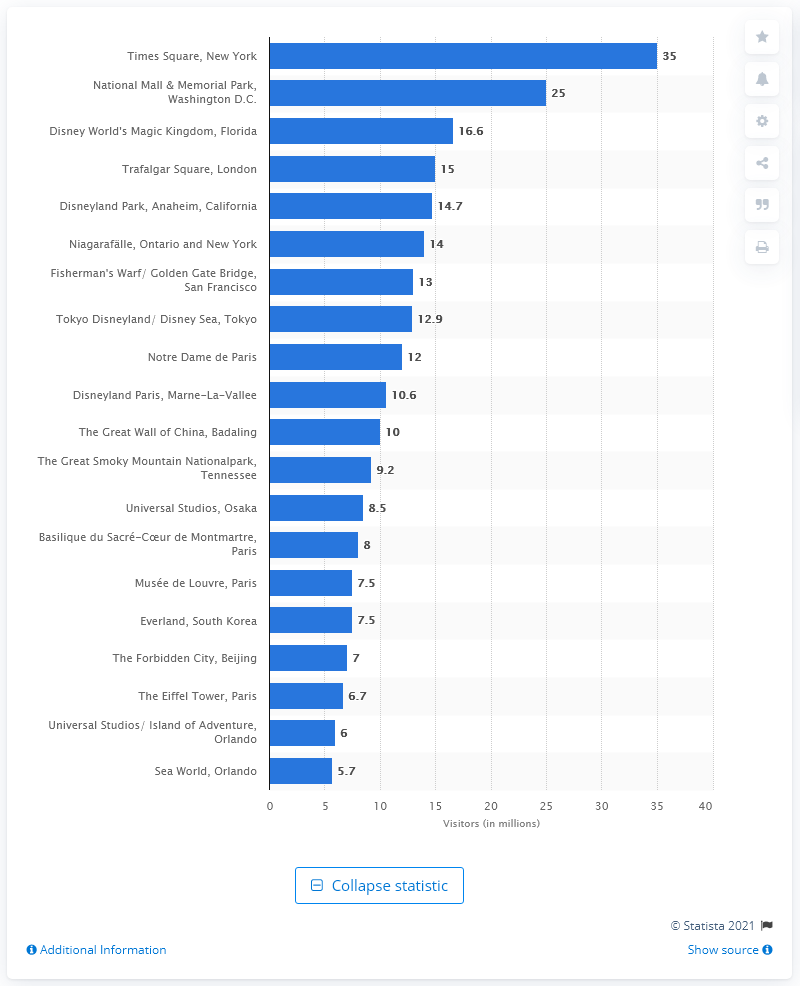 Times Square, New York
35
National Mall & Memorial Park,
Washington D.C.
25
Disney World's Magic Kingdom, Florida
16.6
Trafalgar Square, London
15
Disneyland Park, Anaheim, California
14.7
Niagarafälle, Ontario and New York
14
Fisherman's Warf/ Golden Gate Bridge,
San Francisco
13
Tokyo Disneyland/ Disney Sea, Tokyo
12.9
Notre Dame de Paris
12
Disneyland Paris, Marne-La-Vallee
10.6
The Great Wall of China, Badaling
10
The Great Smoky Mountain Nationalpark,
Tennessee
9.2
Universal Studios, Osaka
8.5
Basilique du Sacré-Cœur de Montmartre,
Paris
8
Musée de Louvre, Paris
7.5
Everland, South Korea
7.5
The Forbidden City, Beijing
7
The Eiffel Tower, Paris
6.7
Universal Studios/ Island of Adventure,
Orlando
6
Sea World, Orlando
5.7
0 5 10 15 20 25 30 35 40
Visitors (in millions)
Collapse statistic
© Statista 2021
Additional Information
Show source